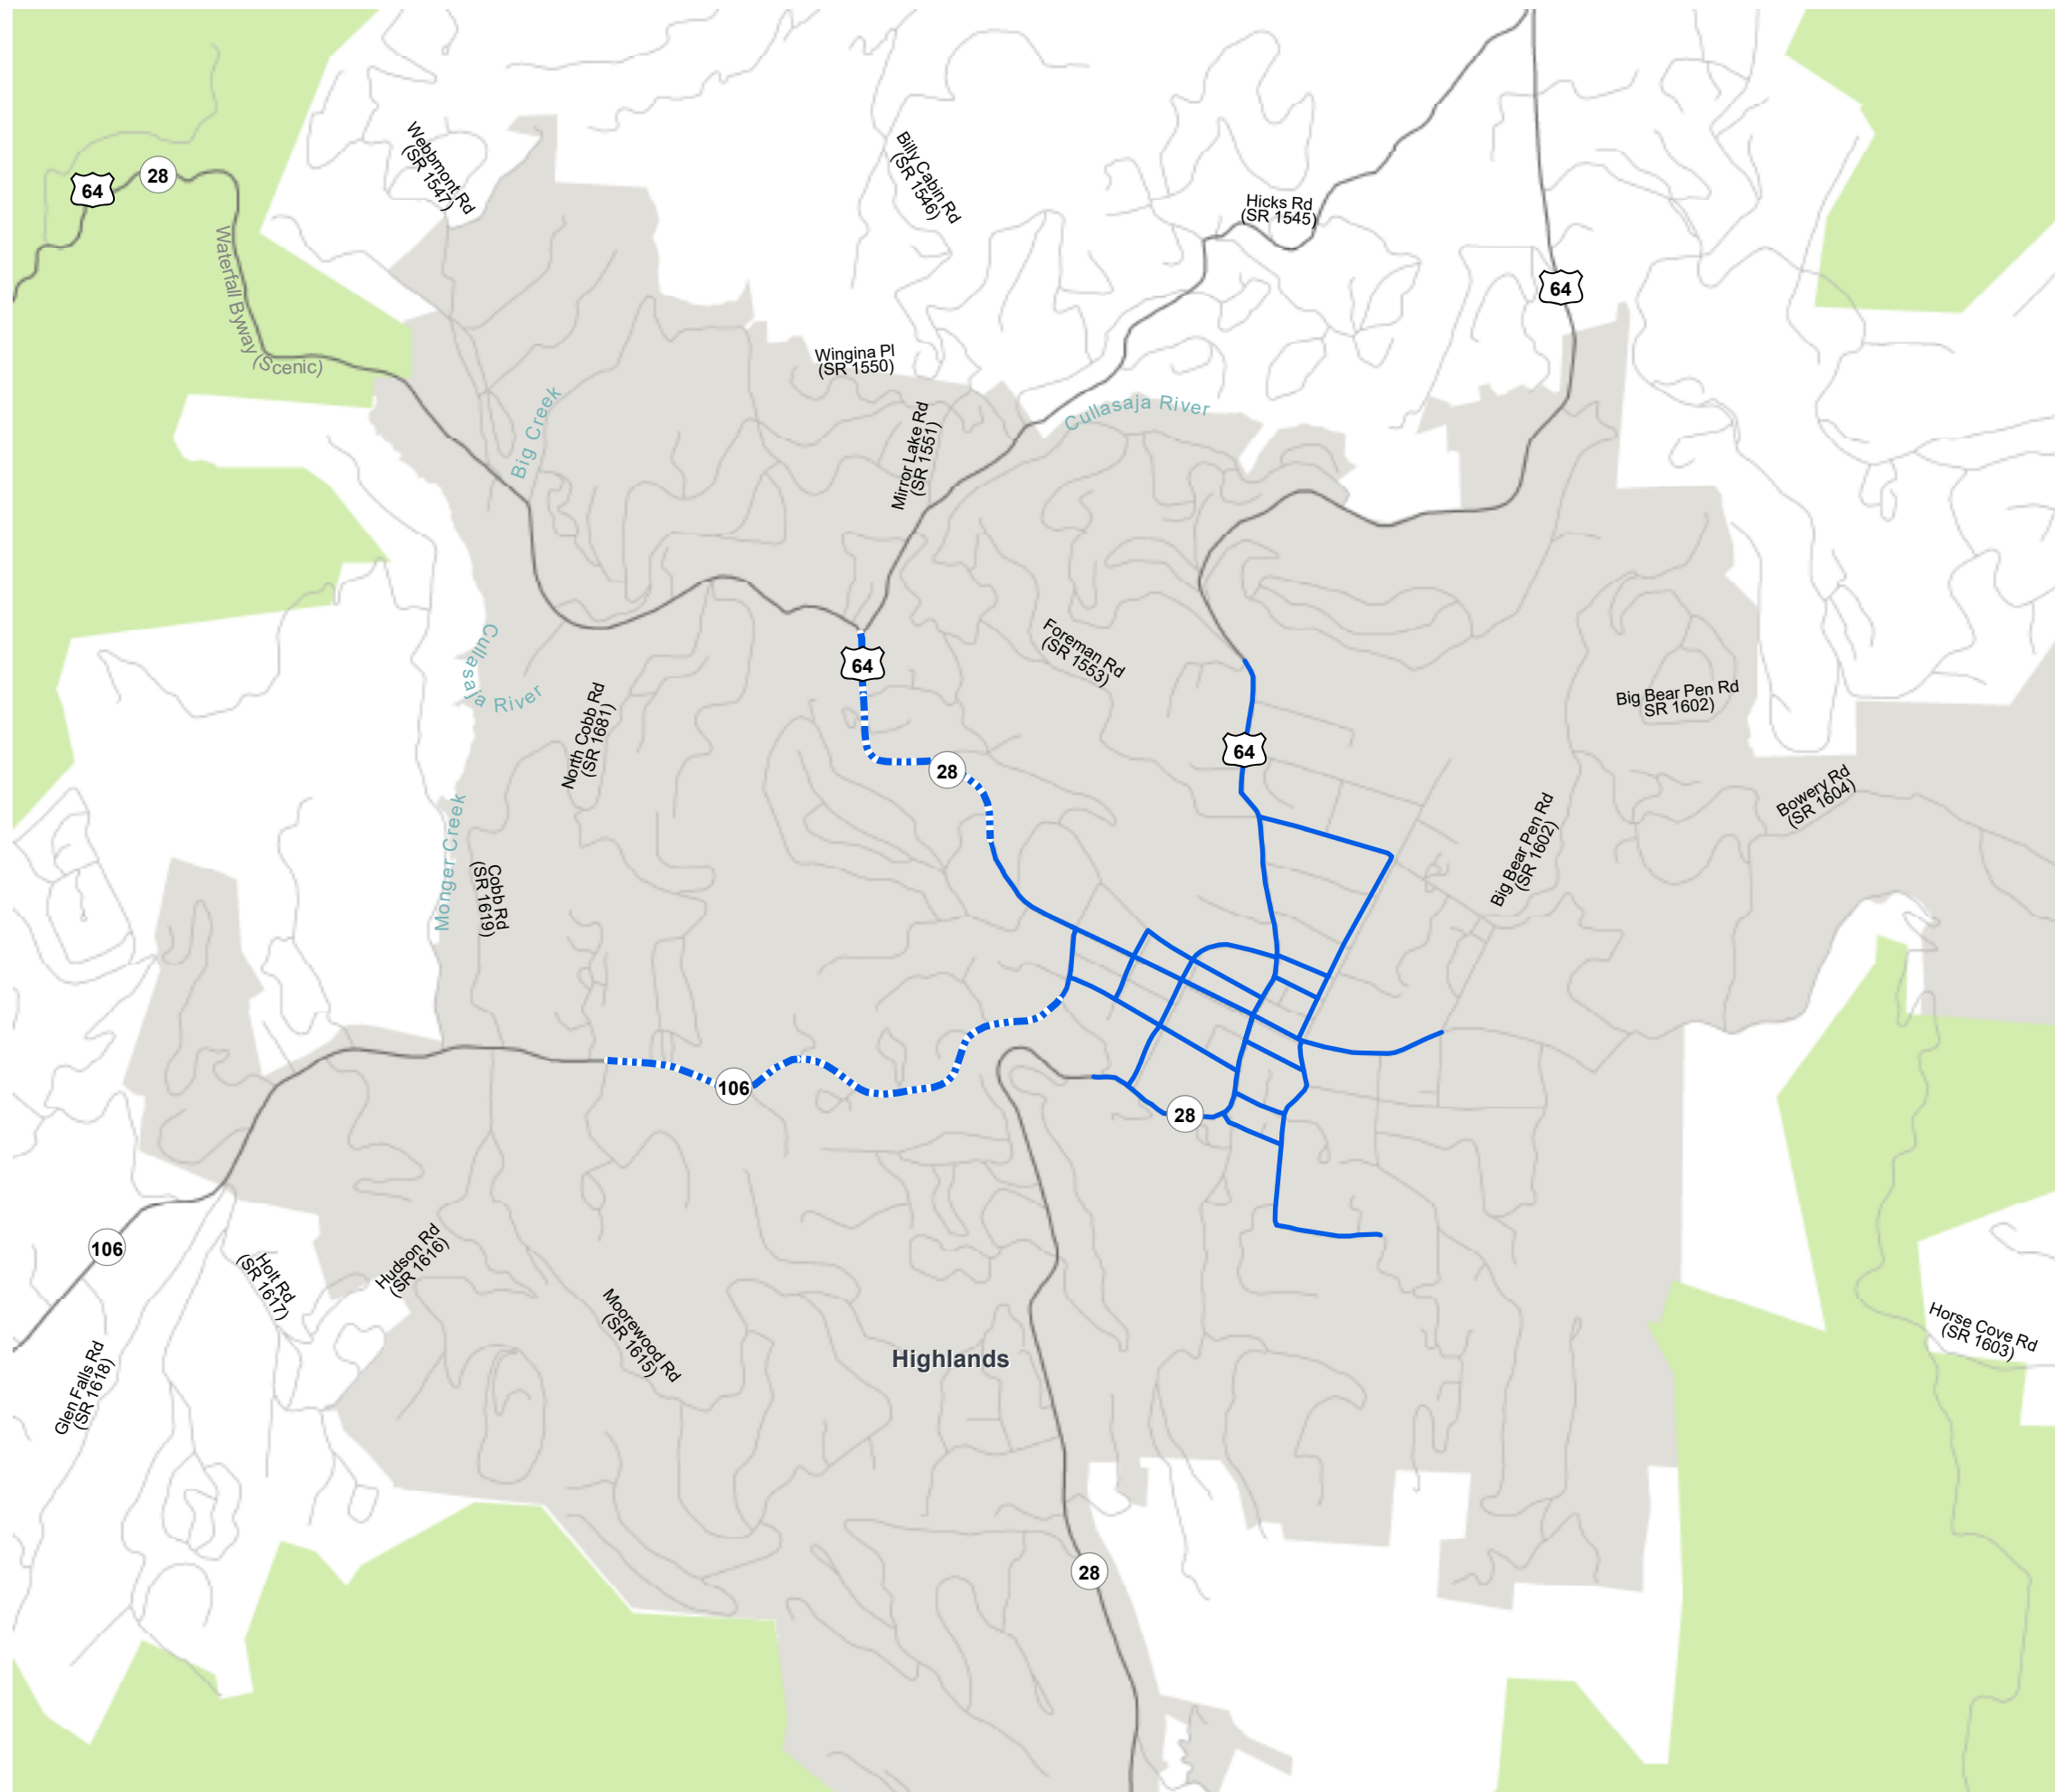 Webbmont Rd
(SR 1547)
Billy Cabin Rd
(SR 1546)
64
28
Hicks Rd
(SR 1545)
Waterfall Byway (Scenic)
64
Wingina Pl
(SR 1550)
Big Creek
Mirror Lake Rd
(SR 1551)
Cullasaja River
Cullasaja River
Foreman Rd
(SR 1553)
64
North Cobb Rd
(SR 1681)
Big Bear Pen Rd
SR 1602)
64
28
Bowery Rd
(SR 1604)
Big Bear Pen Rd
(SR 1602)
Monger Creek
Cobb Rd
(SR 1619)
106
28
106
Hudson Rd
(SR 1616)
Holt Rd
(SR 1617)
Moorewood Rd
(SR 1615)
Highlands
Horse Cove Rd
(SR 1603)
Glen Falls Rd
(SR 1618)
28